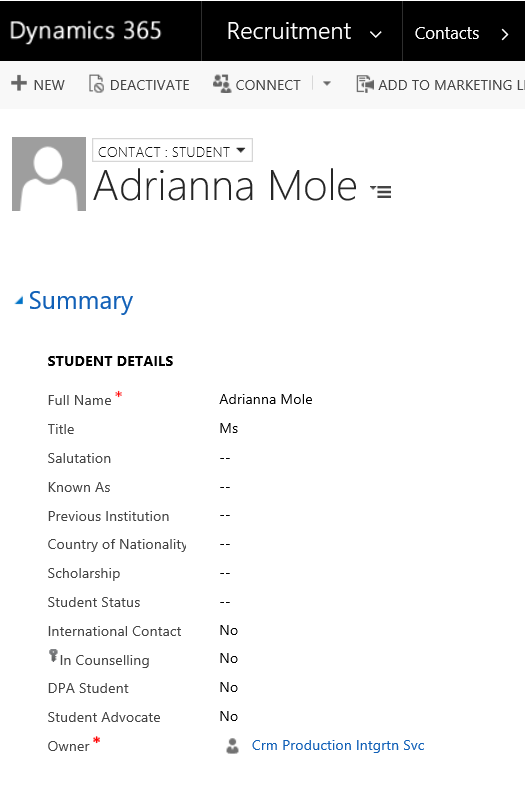 Dynamics 365 Recruitment Contacts
NEW DEACTIVATE CONNECT ADD TO MARKETING LI
CONTACT : STUDENT
Adrianna Mole
Summary
STUDENT DETAILS
Full Name * Adrianna Mole
Title Ms
Salutation --
Known As --
Previous Institution --
Country of Nationality --
Scholarship --
Student Status --
International Contact No
In Counselling No
DPA Student No
Student Advocate No
Owner * Crm Production Intgrtn Svc